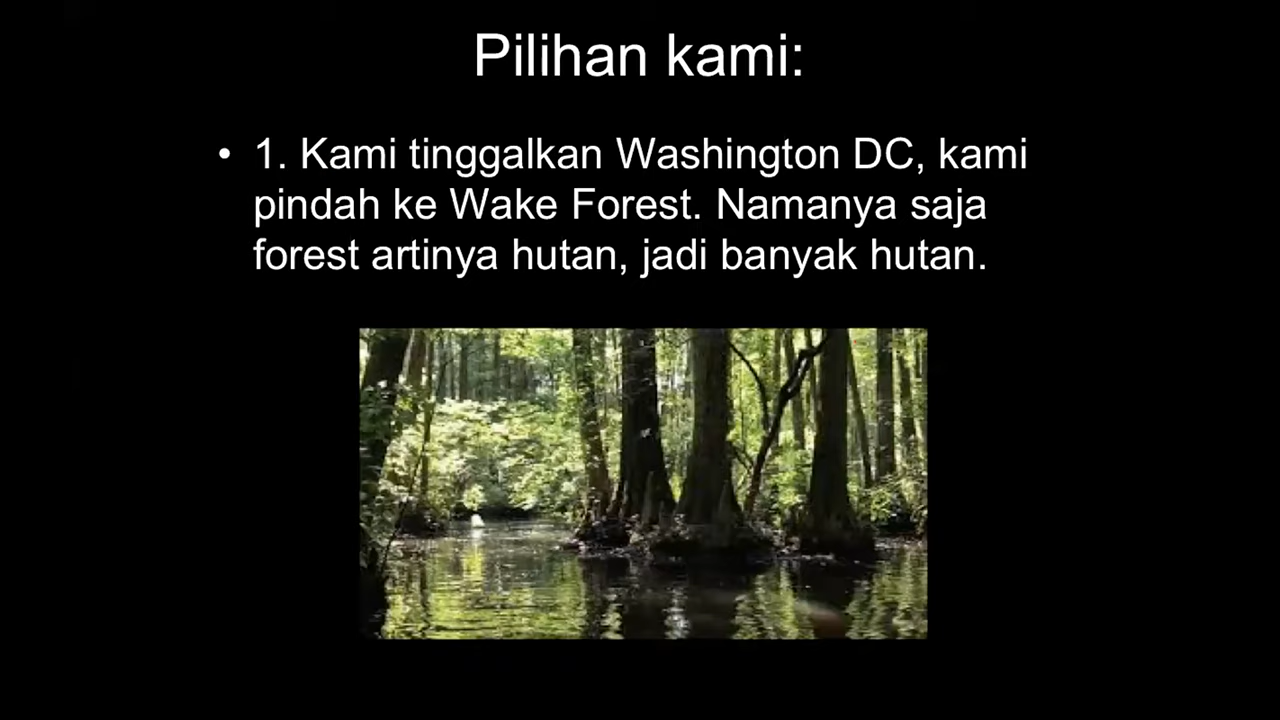 Pilihan kami:
• 1. Kami tinggalkan Washington DC, kami
pindah ke Wake Forest. Namanya saja
forest artinya hutan, jadi banyak hutan.